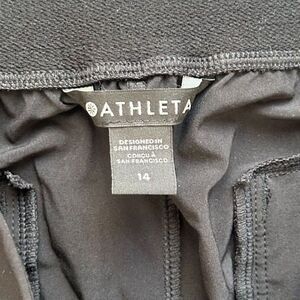 ATHLETA
DESIGNED IN
SAN FRANCISCO
CONÇU À
SAN FRANCISCO
14